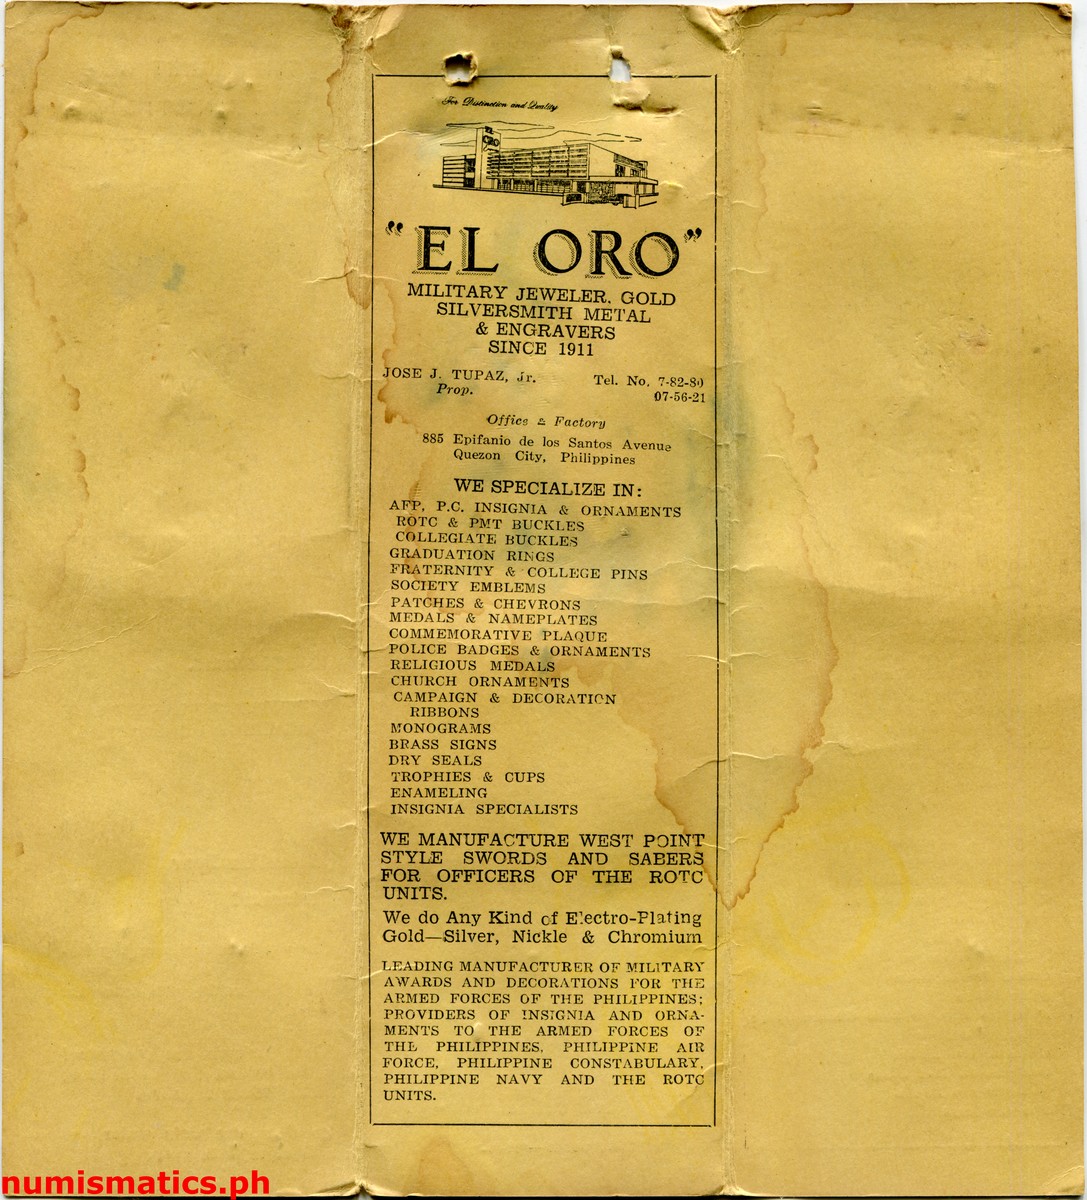 For Distinction and Quality
EL
ORO
"EL ORO"
MILITARY JEWELER, GOLD
SILVERSMITH METAL
& ENGRAVERS
SINCE 1911
JOSE J. TUPAZ, Jr. Tel. No. 7-82-80
Prop. 07-56-21
Office & Factory
885 Epifanio de los Santos Avenue
Quezon City, Philippines
WE SPECIALIZE IN:
AFP, P.C. INSIGNIA & ORNAMENTS
ROTC & PMT BUCKLES
COLLEGIATE BUCKLES
GRADUATION RINGS
FRATERNITY & COLLEGE PINS
SOCIETY EMBLEMS
PATCHES & CHEVRONS
MEDALS & NAMEPLATES
COMMEMORATIVE PLAQUE
POLICE BADGES & ORNAMENTS
RELIGIOUS MEDALS
CHURCH ORNAMENTS
CAMPAIGN & DECORATION
RIBBONS
MONOGRAMS
BRASS SIGNS
DRY SEALS
TROPHIES & CUPS
ENAMELING
INSIGNIA SPECIALISTS
WE MANUFACTURE WEST POINT
STYLE SWORDS AND SABERS
FOR OFFICERS OF THE ROTC
UNITS.
We do Any Kind of Electro-Plating
Gold—Silver, Nickle & Chromium
LEADING MANUFACTURER OF MILITARY
AWARDS AND DECORATIONS FOR THE
ARMED FORCES OF THE PHILIPPINES;
PROVIDERS OF INSIGNIA AND ORNA-
MENTS TO THE ARMED FORCES OF
THE PHILIPPINES, PHILIPPINE AIR
FORCE, PHILIPPINE CONSTABULARY,
PHILIPPINE NAVY AND THE ROTC
UNITS.
numismatics.ph